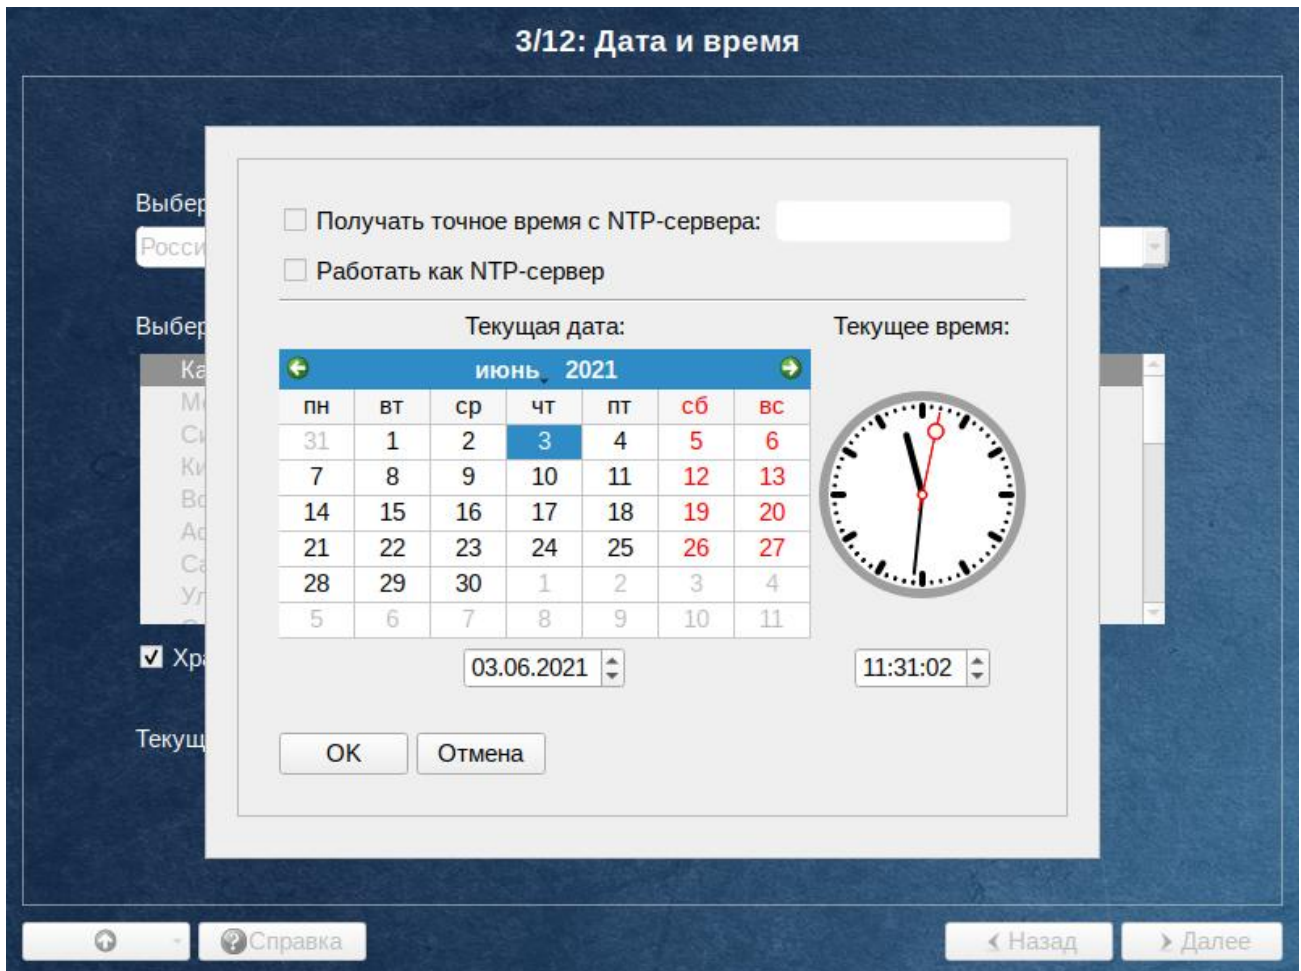 3/12: Дата и время
Выбер
Получать точное время с NTP-сервера:
Росси
Работать как NTP-сервер
Выбер
Текущая дата:
Текущее время:
Ка
июнь 2021
пн вт ср чт пт сб вс
31 1 2 3 4 5 6
7 8 9 10 11 12 13
14 15 16 17 18 19 20
21 22 23 24 25 26 27
28 29 30 1 2 3 4
5 6 7 8 9 10 11
Ки
Ул
Хра
03.06.2021
11:31:02
Текущ
OK
Отмена
Справка
Назад
Далее